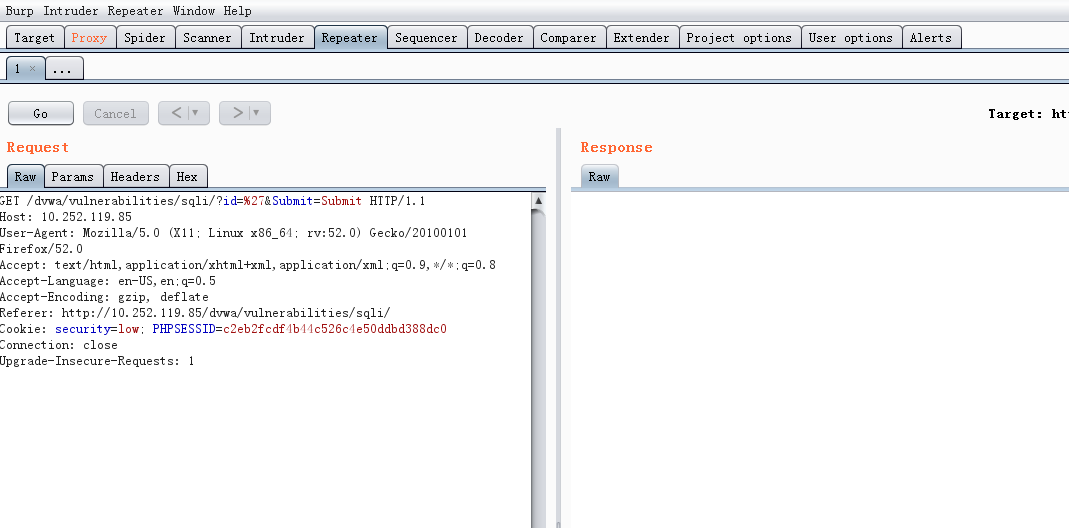 Burp Intruder Repeater Window Help
Target Proxy Spider Scanner Intruder Repeater Sequencer Decoder Comparer Extender Project options User options Alerts
1 × ...
Go Cancel < | ▼ > | ▼ Target: ht
Request Response
Raw Params Headers Hex Raw
GET /dvwa/vulnerabilities/sqli/?id=%27&Submit=Submit HTTP/1.1
Host: 10.252.119.85
User-Agent: Mozilla/5.0 (X11; Linux x86_64; rv:52.0) Gecko/20100101
Firefox/52.0
Accept: text/html,application/xhtml+xml,application/xml;q=0.9,*/*;q=0.8
Accept-Language: en-US,en;q=0.5
Accept-Encoding: gzip, deflate
Referer: http://10.252.119.85/dvwa/vulnerabilities/sqli/
Cookie: security=low; PHPSESSID=c2eb2fcdf4b44c526c4e50ddbd388dc0
Connection: close
Upgrade-Insecure-Requests: 1